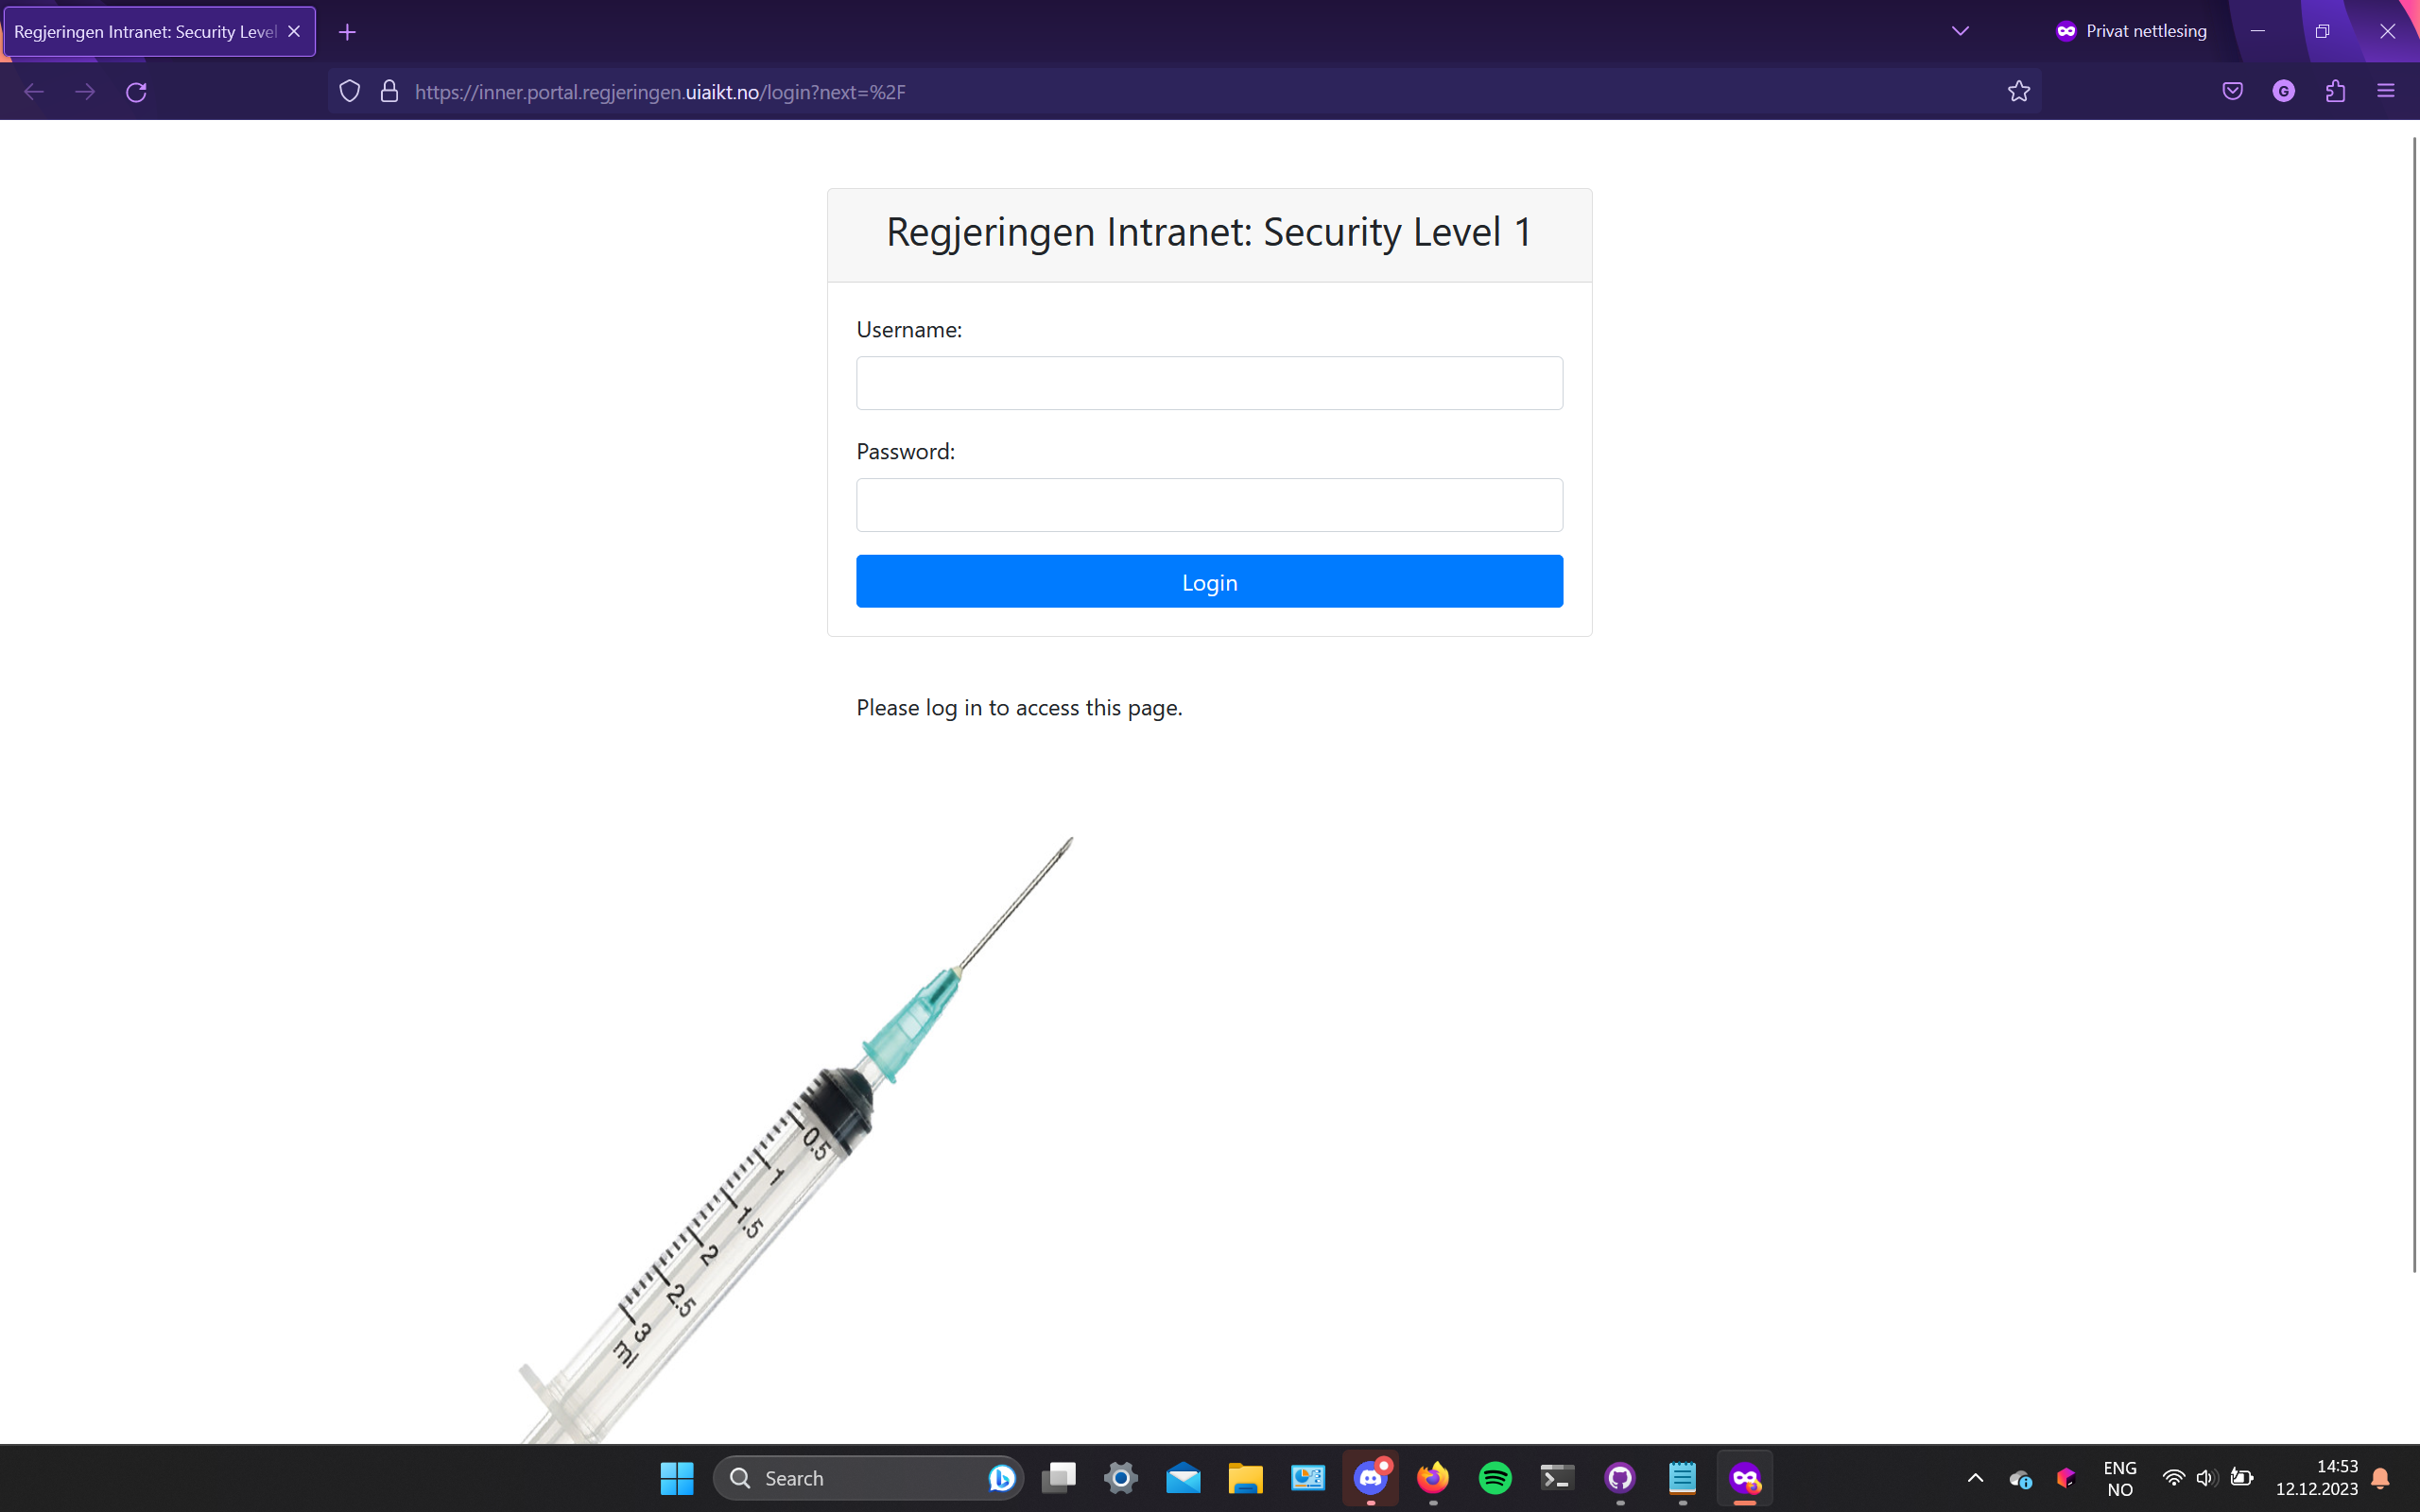 Regjeringen Intranet: Security Level
Privat nettlesing
https://inner.portal.regjeringen.uiaikt.no/login?next=%2F
G
Regjeringen Intranet: Security Level 1
Username:
Password:
Login
Please log in to access this page.
0.5
1
1.5
2
2.5
3
ml
Search
ENG
NO
14:53
12.12.2023